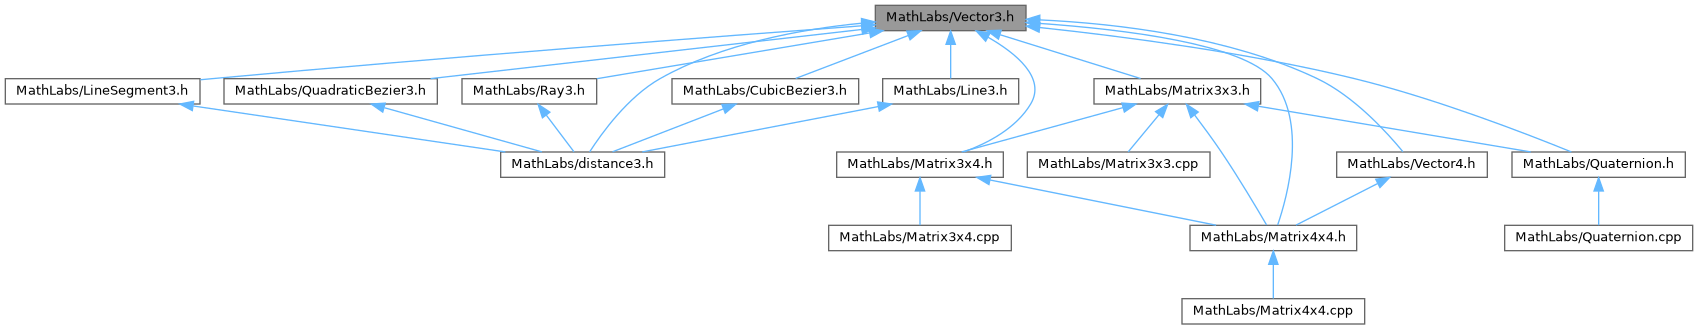 MathLabs/Vector3.h
MathLabs/LineSegment3.h
MathLabs/QuadraticBezier3.h
MathLabs/Ray3.h
MathLabs/CubicBezier3.h
MathLabs/Line3.h
MathLabs/Matrix3x3.h
MathLabs/distance3.h
MathLabs/Matrix3x4.h
MathLabs/Matrix3x3.cpp
MathLabs/Vector4.h
MathLabs/Quaternion.h
MathLabs/Matrix3x4.cpp
MathLabs/Matrix4x4.h
MathLabs/Quaternion.cpp
MathLabs/Matrix4x4.cpp